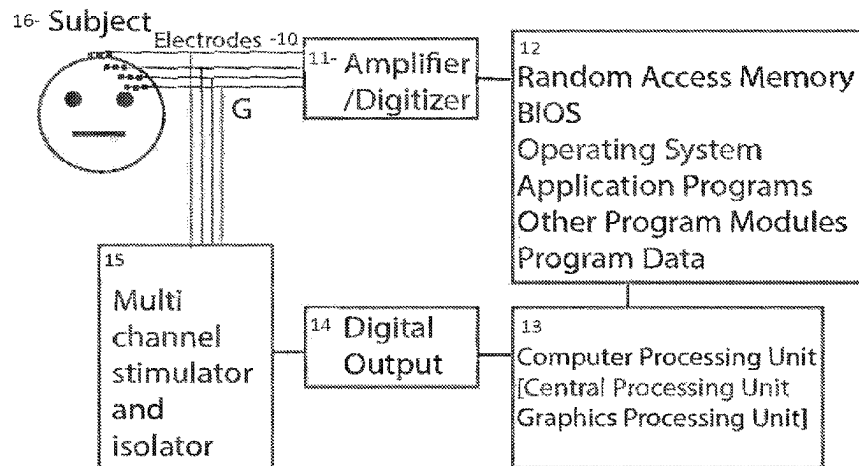 16- Subject
Electrodes -10
G
11- Amplifier
/Digitizer
12
Random Access Memory
BIOS
Operating System
Application Programs
Other Program Modules
Program Data
13
Computer Processing Unit
[Central Processing Unit
Graphics Processing Unit]
14 Digital
Output
15
Multi
channel
stimulator
and
isolator